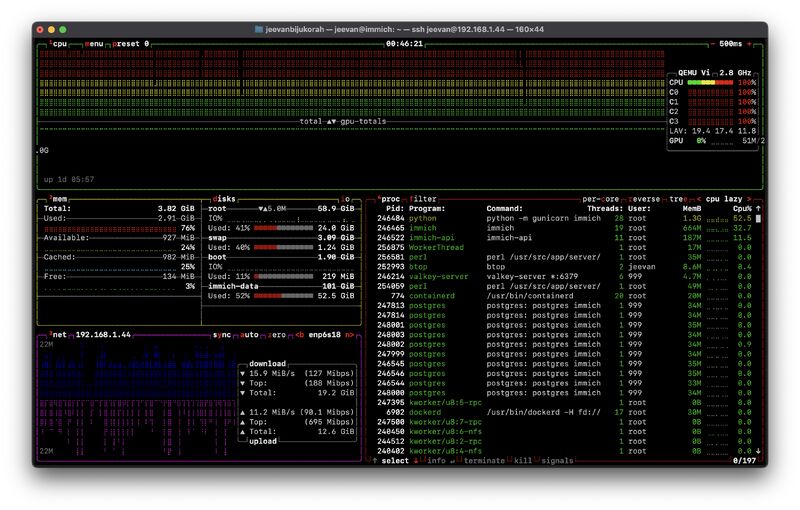 jeevanbijukorah — jeevan@immich: ~ — ssh jeevan@192.168.1.44 — 160×44
¹cpu menu preset 0 00:46:21 - 500ms +
QEMU Vi 2.8 GHz
CPU 100%
C0 100%
C1 100%
C2 100%
C3 100%
total ▲▼ gpu-totals
LAV: 19.4 17.4 11.8
GPU 0% 51M/2
.0G
up 1d 05:57
²mem
Total: 3.82 GiB
Used: 2.91 GiB
76%
Available: 927 MiB
24%
Cached: 982 MiB
25%
Free: 134 MiB
3%
disks io
root ▼▲5.0M 58.9 GiB
IO%
Used: 41% 24.0 GiB
swap 3.09 GiB
Used: 40% 1.24 GiB
boot 1.90 GiB
IO%
Used: 11% 219 MiB
immich-data 101 GiB
Used: 52% 52.5 GiB
³net 192.168.1.44 sync auto zero <b enp6s18 n>
22M
download
▼ 15.9 MiB/s (127 Mibps)
▼ Top: (188 Mibps)
▼ Total: 19.2 GiB
▲ 11.2 MiB/s (90.1 Mibps)
▲ Top: (695 Mibps)
▲ Total: 12.6 GiB
upload
22M
⁴proc filter per-core reverse tree < cpu lazy >
Pid: Program: Command: Threads: User: MemB Cpu% ↑
246484 python python -m gunicorn immich 28 root 1.3G 52.5
246465 immich immich 19 root 664M 32.7
246522 immich-api immich-api 11 root 187M 11.5
256875 WorkerThread 1 root 17M 0.0
256581 perl perl /usr/src/app/server/ 1 root 35M 0.0
252993 btop btop 2 jeevan 8.6M 0.4
246214 valkey-server valkey-server *:6379 6 999 4.7M 0.0
254059 perl perl /usr/src/app/server/ 1 root 49M 0.0
774 containerd /usr/bin/containerd 20 root 20M 0.0
247813 postgres postgres: postgres immich 1 999 34M 0.0
247814 postgres postgres: postgres immich 1 999 34M 0.0
248001 postgres postgres: postgres immich 1 999 35M 0.0
248003 postgres postgres: postgres immich 1 999 34M 0.0
248002 postgres postgres: postgres immich 1 999 34M 0.9
247999 postgres postgres: postgres immich 1 999 34M 0.0
246545 postgres postgres: postgres immich 1 999 35M 0.0
246546 postgres postgres: postgres immich 1 999 35M 0.0
246544 postgres postgres: postgres immich 1 999 33M 0.0
248000 postgres postgres: postgres immich 1 999 34M 0.0
247395 kworker/u8:5-rpc 1 root 0B 0.0
6902 dockerd /usr/bin/dockerd -H fd:// 17 root 30M 0.0
247500 kworker/u8:0-rpc 1 root 0B 0.0
240450 kworker/u8:6-nfs 1 root 0B 0.0
244512 kworker/u8:2-rpc 1 root 0B 0.0
240402 kworker/u8:4-nfs 1 root 0B 0.0 ↓
↑ select ↓ info ↵ terminate kill signals 0/197